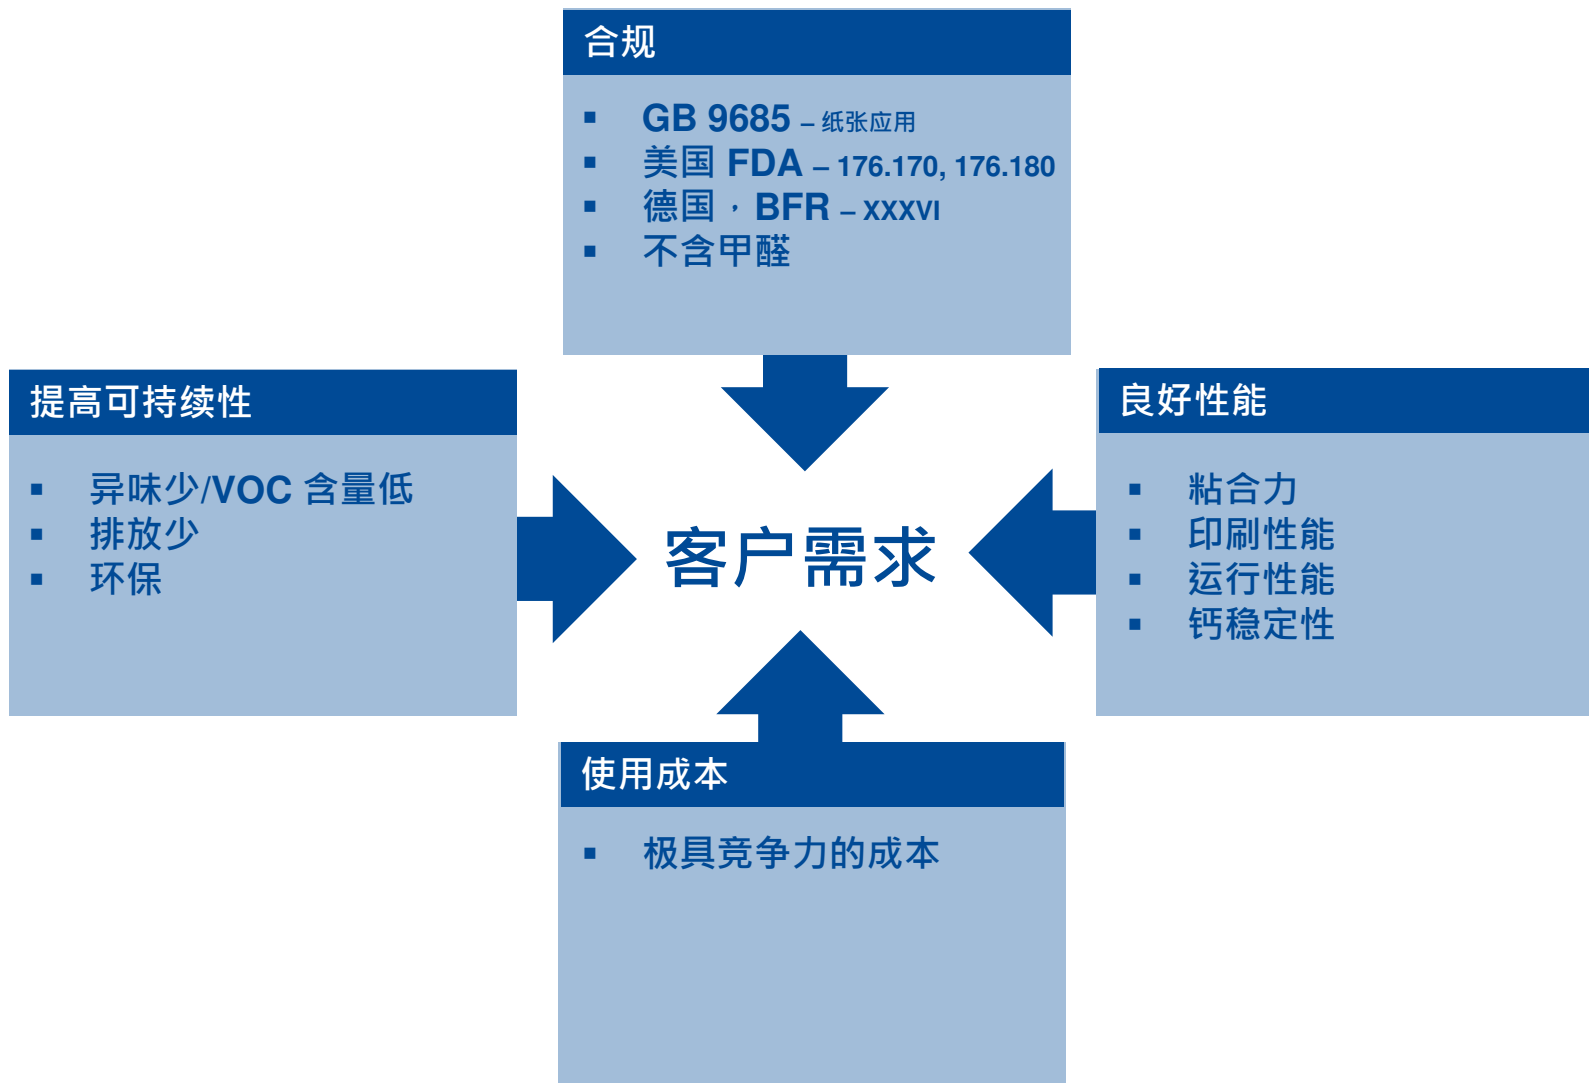 合规
▪ GB 9685 – 纸张应用
▪ 美国 FDA – 176.170, 176.180
▪ 德国，BFR – XXXVI
▪ 不含甲醛
提高可持续性
▪ 异味少/VOC 含量低
▪ 排放少
▪ 环保
客户需求
良好性能
▪ 粘合力
▪ 印刷性能
▪ 运行性能
▪ 钙稳定性
使用成本
▪ 极具竞争力的成本